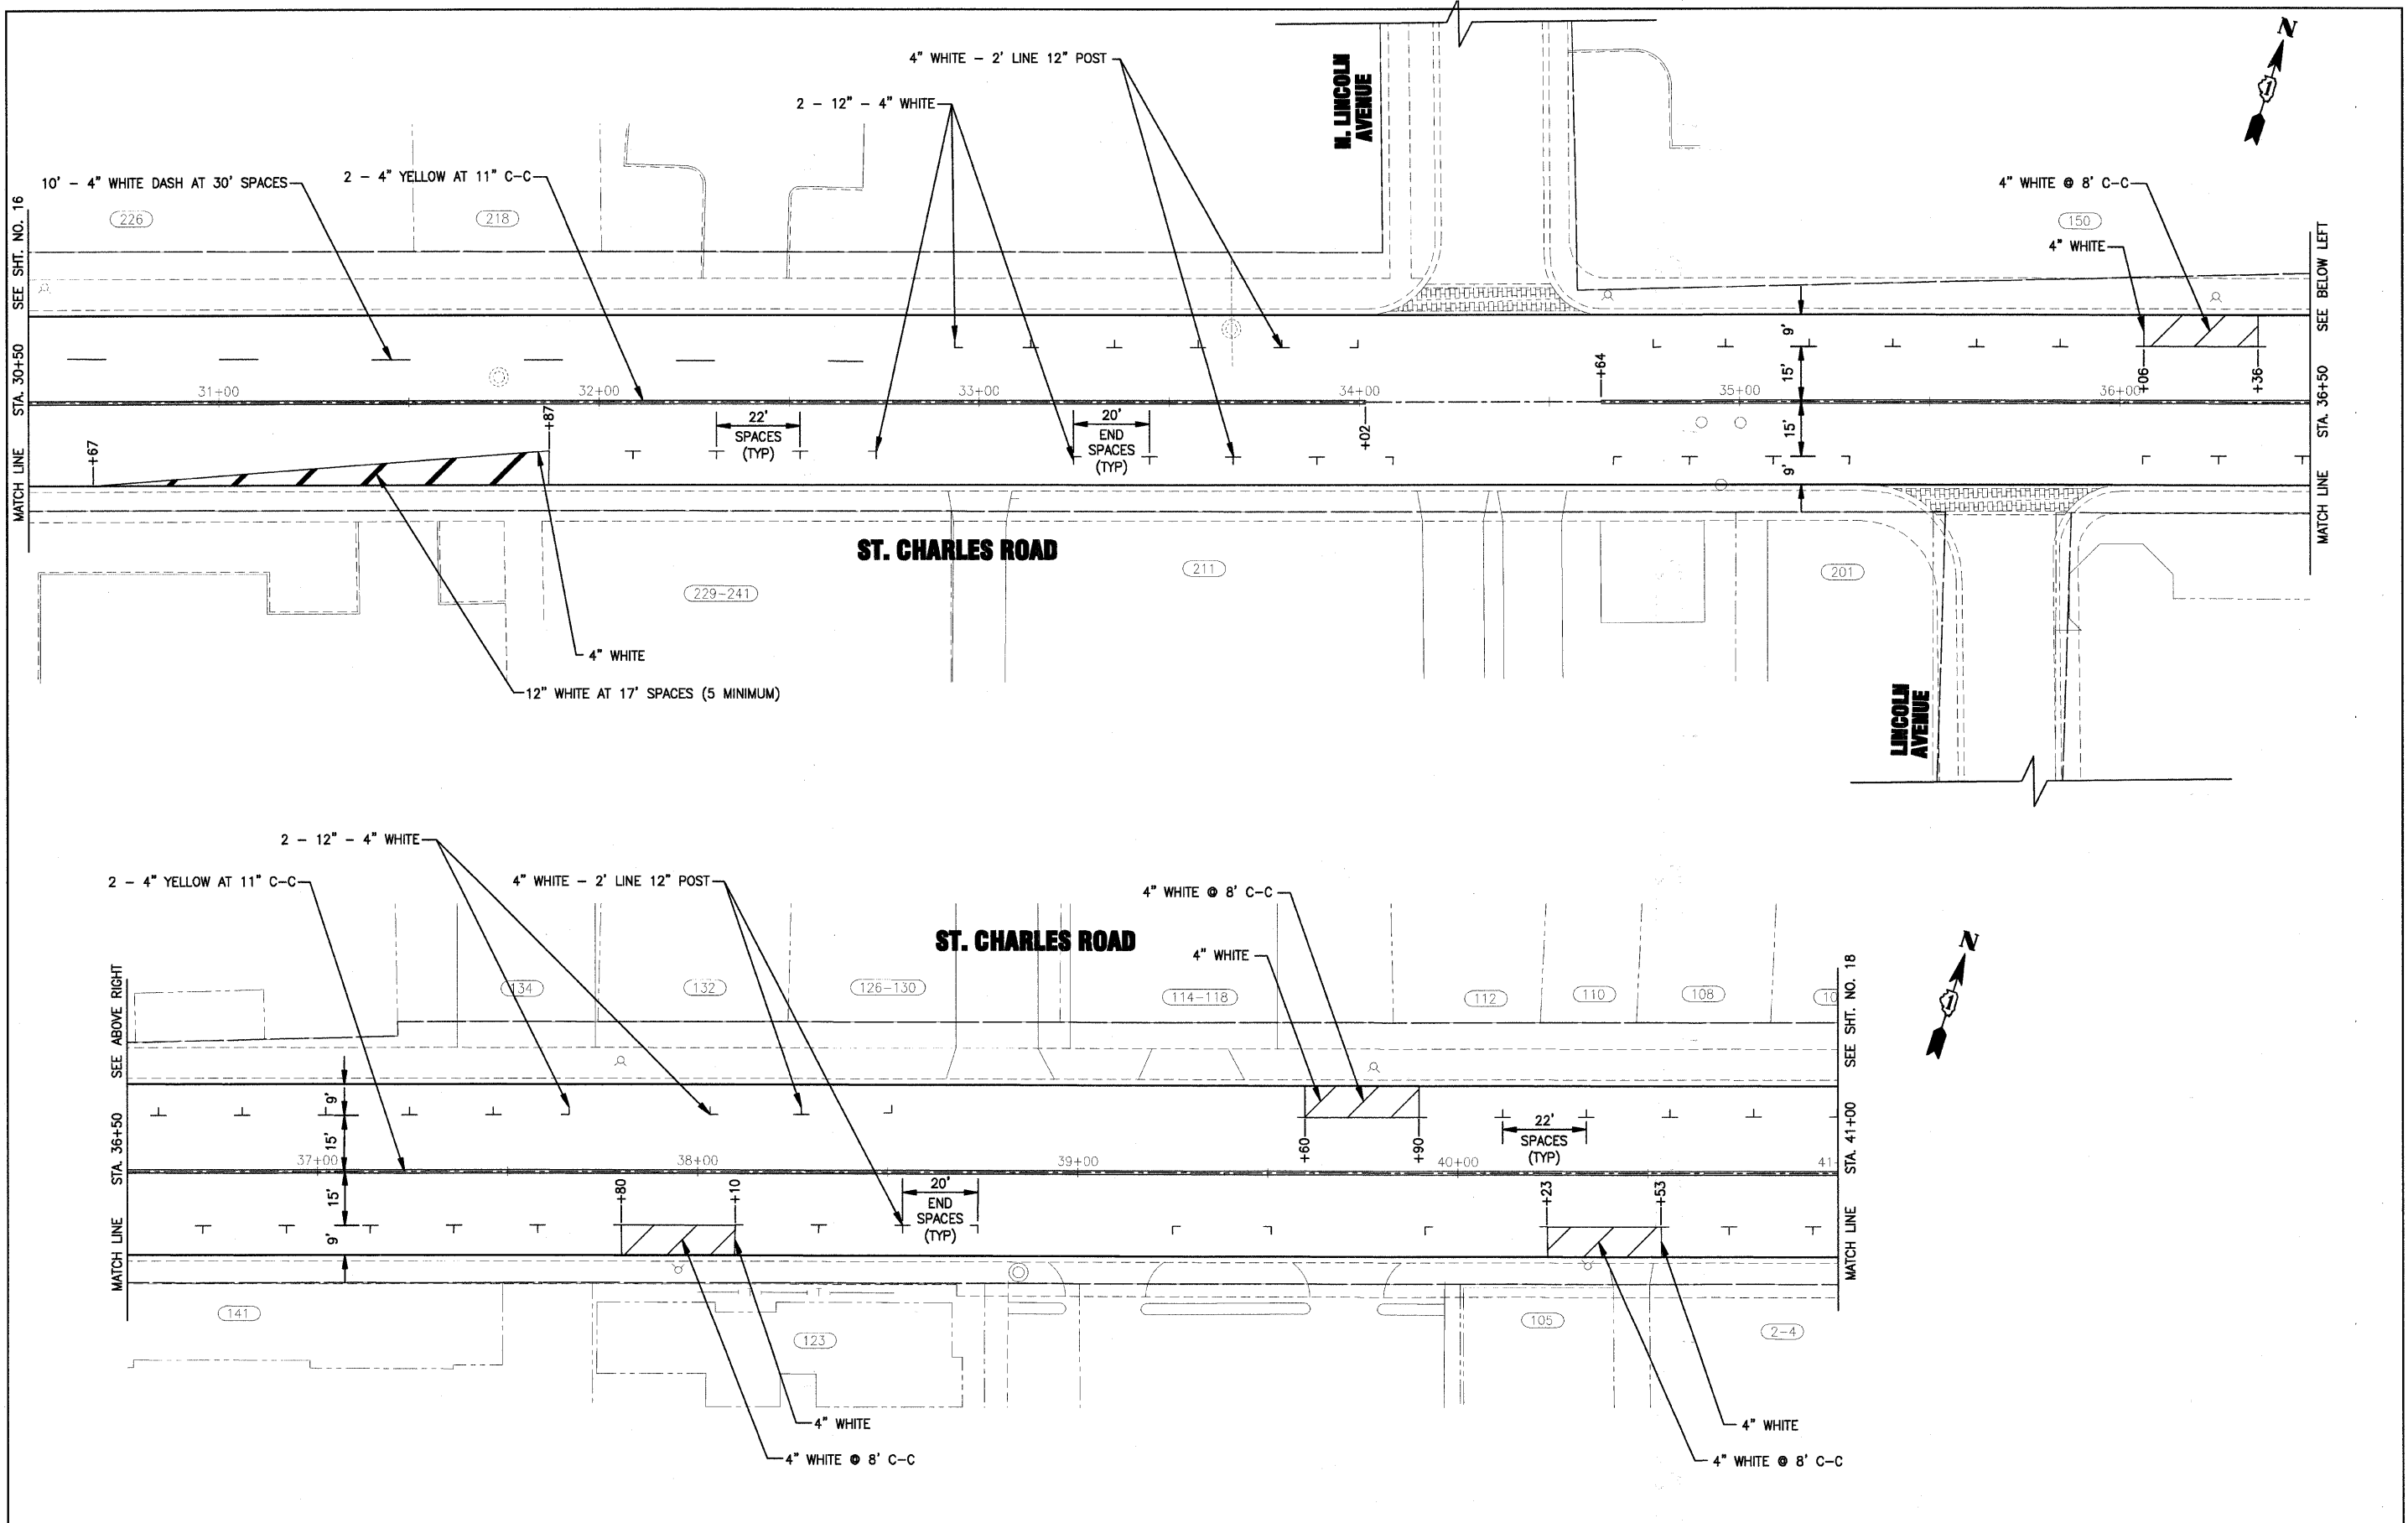 4" WHITE – 2' LINE 12" POST
2 – 12" – 4" WHITE
N. LINCOLN
AVENUE
N
1
10' – 4" WHITE DASH AT 30' SPACES
2 – 4" YELLOW AT 11" C–C
4" WHITE @ 8' C–C
226
218
150
4" WHITE
MATCH LINE STA. 30+50 SEE SHT. NO. 16
MATCH LINE STA. 36+50 SEE BELOW LEFT
9'
15'
+64
31+00
32+00
33+00
34+00
35+00
36+00
+06
+36
+67
+87
22'
SPACES
(TYP)
20'
END
SPACES
(TYP)
+02
15'
9'
ST. CHARLES ROAD
229–241
211
201
4" WHITE
12" WHITE AT 17' SPACES (5 MINIMUM)
LINCOLN
AVENUE
2 – 12" – 4" WHITE
2 – 4" YELLOW AT 11" C–C
4" WHITE – 2' LINE 12" POST
4" WHITE @ 8' C–C
ST. CHARLES ROAD
4" WHITE
N
1
134
132
126–130
114–118
112
110
108
10
MATCH LINE STA. 36+50 SEE ABOVE RIGHT
MATCH LINE STA. 41+00 SEE SHT. NO. 18
9'
15'
37+00
38+00
39+00
40+00
41
+60
+90
22'
SPACES
(TYP)
15'
9'
+80
+10
20'
END
SPACES
(TYP)
+23
+53
141
T
T
123
105
2–4
4" WHITE
4" WHITE @ 8' C–C
4" WHITE
4" WHITE @ 8' C–C